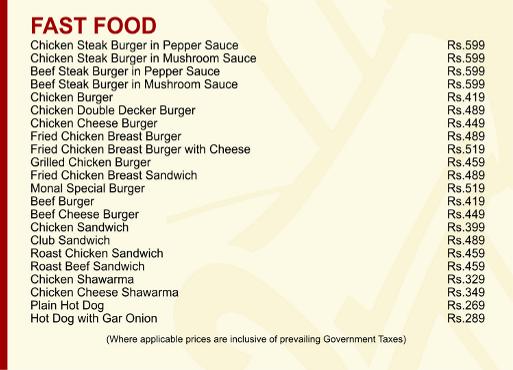 FAST FOOD
Chicken Steak Burger in Pepper Sauce Rs.599
Chicken Steak Burger in Mushroom Sauce Rs.599
Beef Steak Burger in Pepper Sauce Rs.599
Beef Steak Burger in Mushroom Sauce Rs.599
Chicken Burger Rs.419
Chicken Double Decker Burger Rs.489
Chicken Cheese Burger Rs.449
Fried Chicken Breast Burger Rs.489
Fried Chicken Breast Burger with Cheese Rs.519
Grilled Chicken Burger Rs.459
Fried Chicken Breast Sandwich Rs.489
Monal Special Burger Rs.519
Beef Burger Rs.419
Beef Cheese Burger Rs.449
Chicken Sandwich Rs.399
Club Sandwich Rs.489
Roast Chicken Sandwich Rs.459
Roast Beef Sandwich Rs.459
Chicken Shawarma Rs.329
Chicken Cheese Shawarma Rs.349
Plain Hot Dog Rs.269
Hot Dog with Gar Onion Rs.289
(Where applicable prices are inclusive of prevailing Government Taxes)